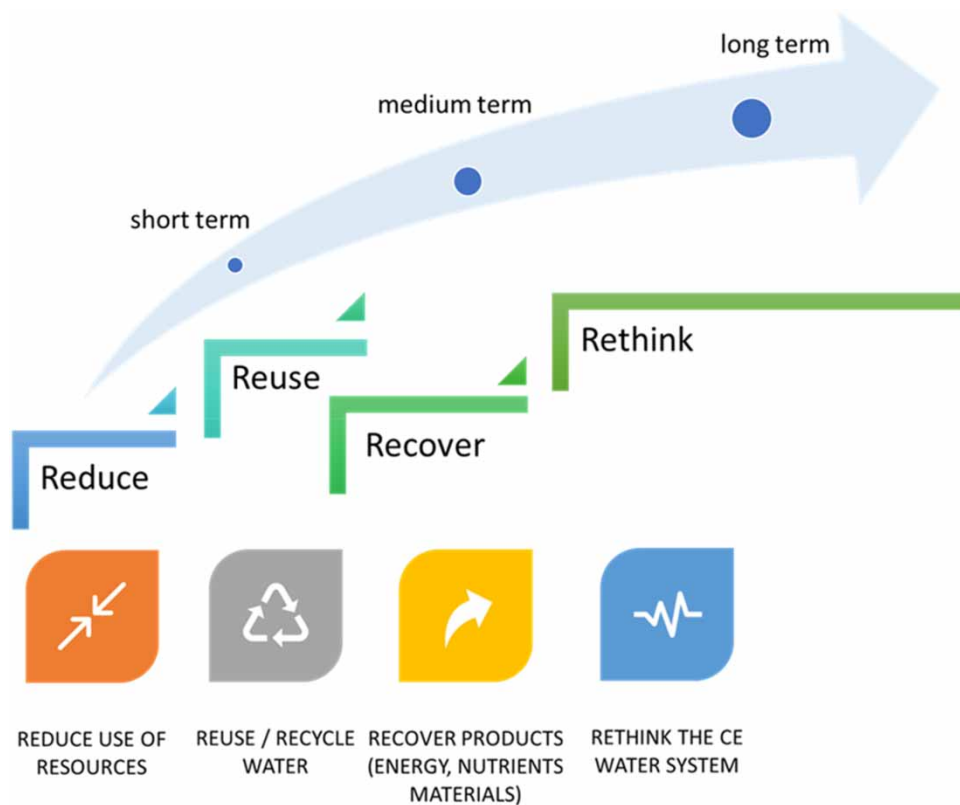 long term
medium term
short term
Rethink
Reuse
Recover
Reduce
REDUCE USE OF
RESOURCES
REUSE / RECYCLE
WATER
RECOVER PRODUCTS
(ENERGY, NUTRIENTS
MATERIALS)
RETHINK THE CE
WATER SYSTEM